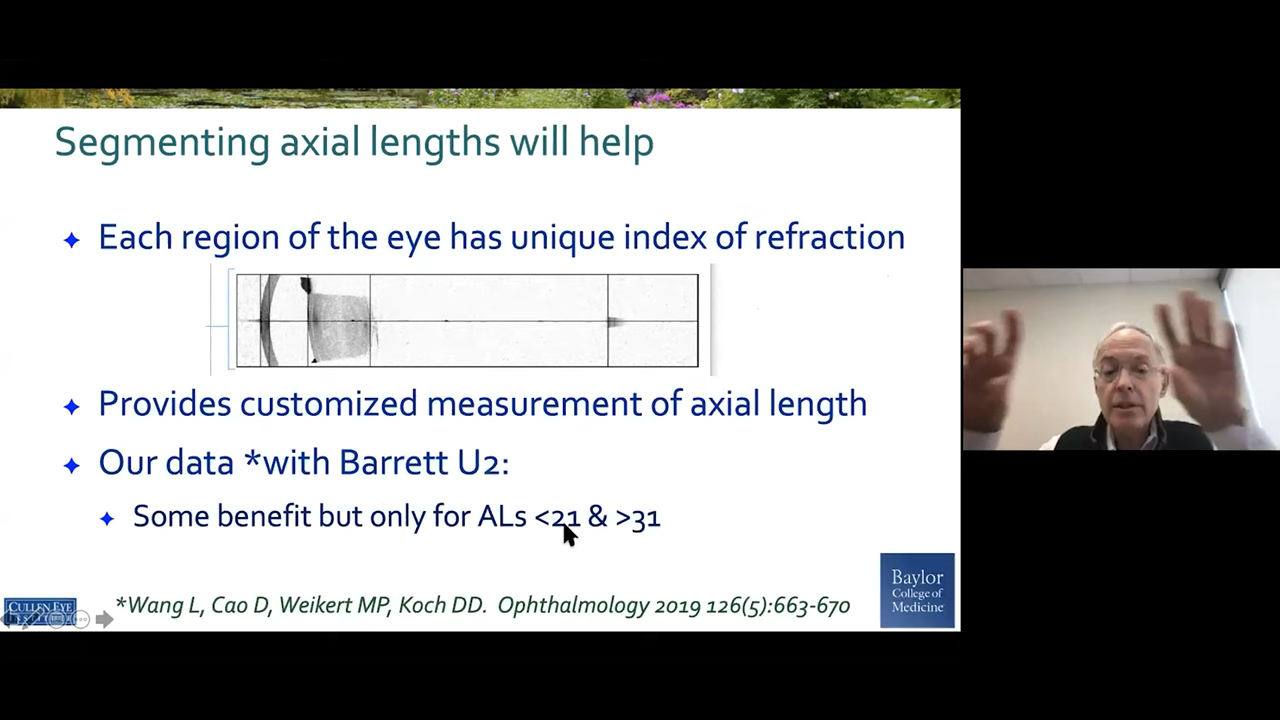 Segmenting axial lengths will help
Each region of the eye has unique index of refraction
Provides customized measurement of axial length
Our data *with Barrett U2:
Some benefit but only for ALs <21 & >31
Baylor
College of
Medicine
CULLEN EYE
*Wang L, Cao D, Weikert MP, Koch DD. Ophthalmology 2019 126(5):663-670